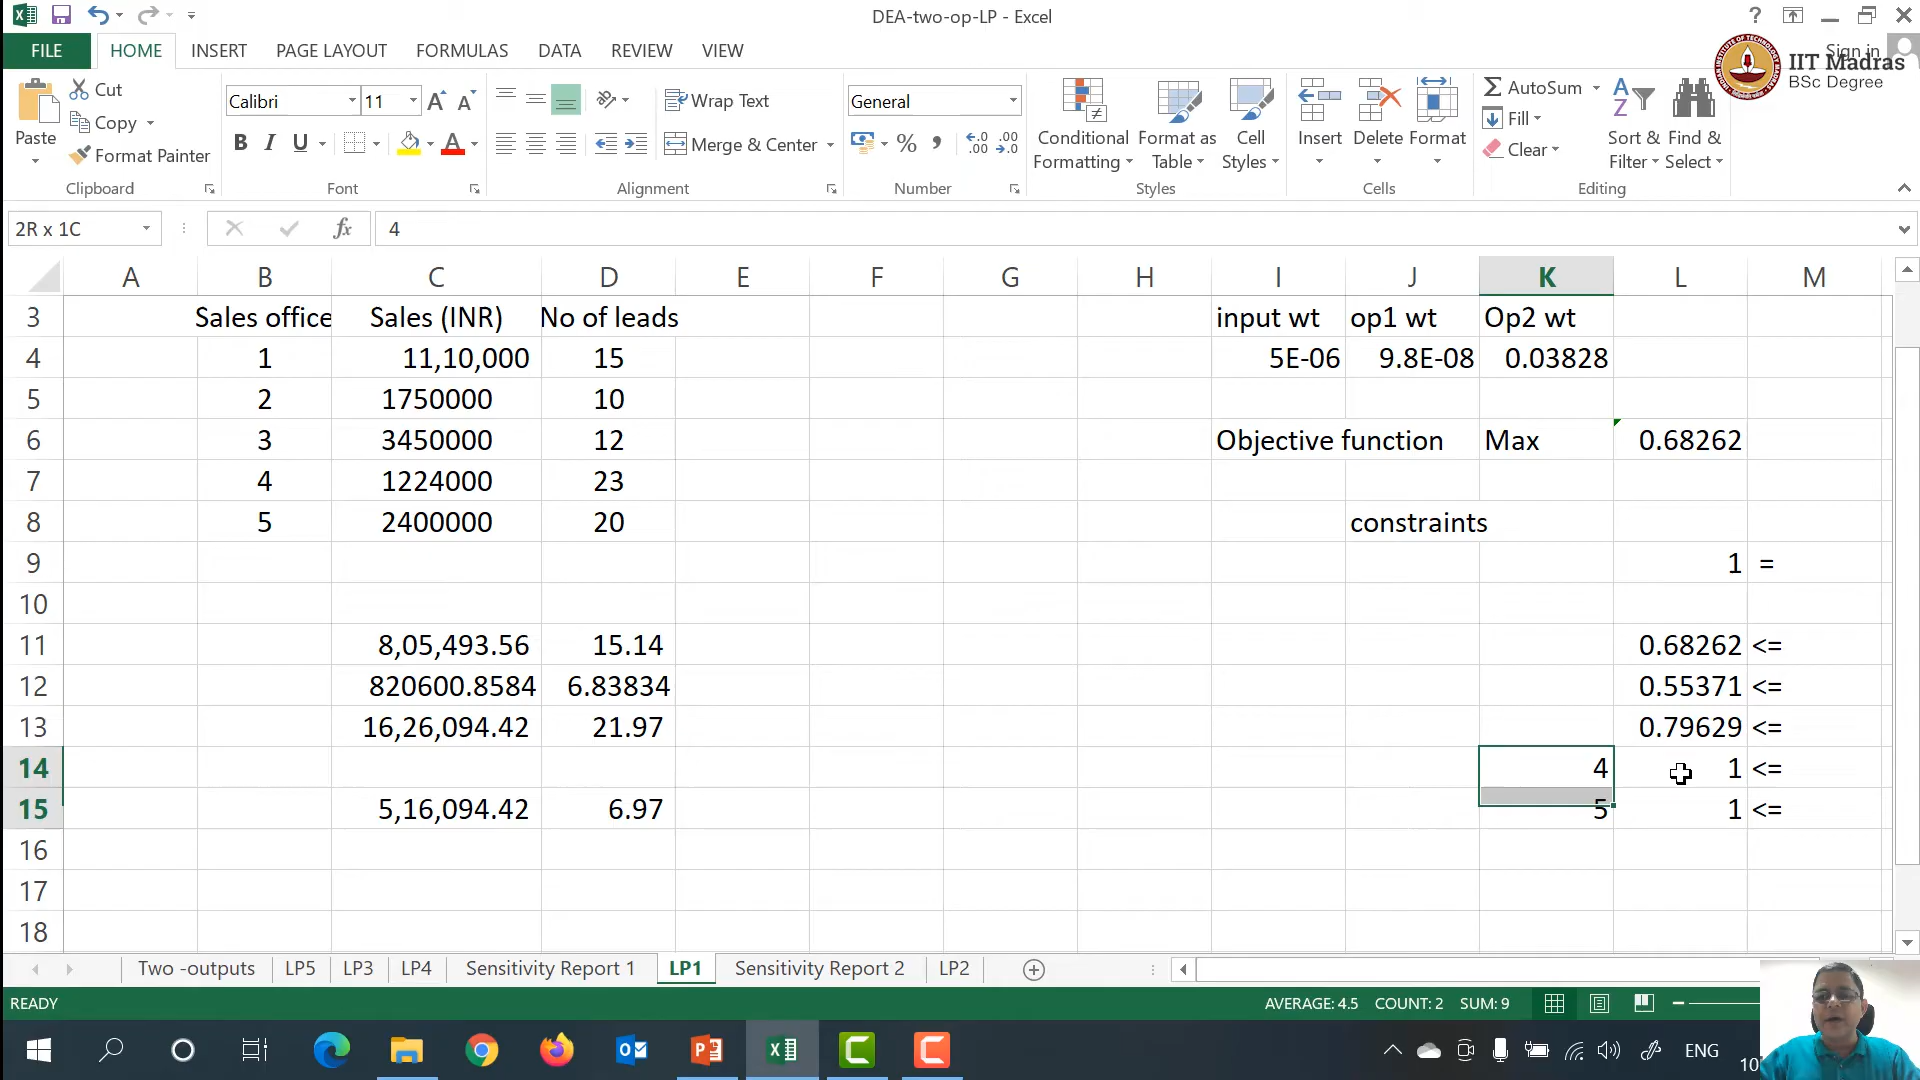 DEA-two-op-LP - Excel
FILE HOME INSERT PAGE LAYOUT FORMULAS DATA REVIEW VIEW Sign in
IIT Madras
BSc Degree
Paste Cut Copy Format Painter Clipboard
Calibri 11 A A B I U A Font
Wrap Text Merge & Center Alignment
General % , .0 .00 .00 .0 Number
Conditional Formatting Format as Table Cell Styles Styles
Insert Delete Format Cells
AutoSum Fill Clear Sort & Filter Find & Select Editing
2R x 1C fx 4
A B C D E F G H I J K L M
3 Sales office Sales (INR) No of leads input wt op1 wt Op2 wt
4 1 11,10,000 15 5E-06 9.8E-08 0.03828
5 2 1750000 10
6 3 3450000 12 Objective function Max 0.68262
7 4 1224000 23
8 5 2400000 20 constraints
9 1 =
10
11 8,05,493.56 15.14 0.68262 <=
12 820600.8584 6.83834 0.55371 <=
13 16,26,094.42 21.97 0.79629 <=
14 4 1 <=
15 5,16,094.42 6.97 5 1 <=
16
17
18
Two -outputs LP5 LP3 LP4 Sensitivity Report 1 LP1 Sensitivity Report 2 LP2
READY AVERAGE: 4.5 COUNT: 2 SUM: 9
ENG